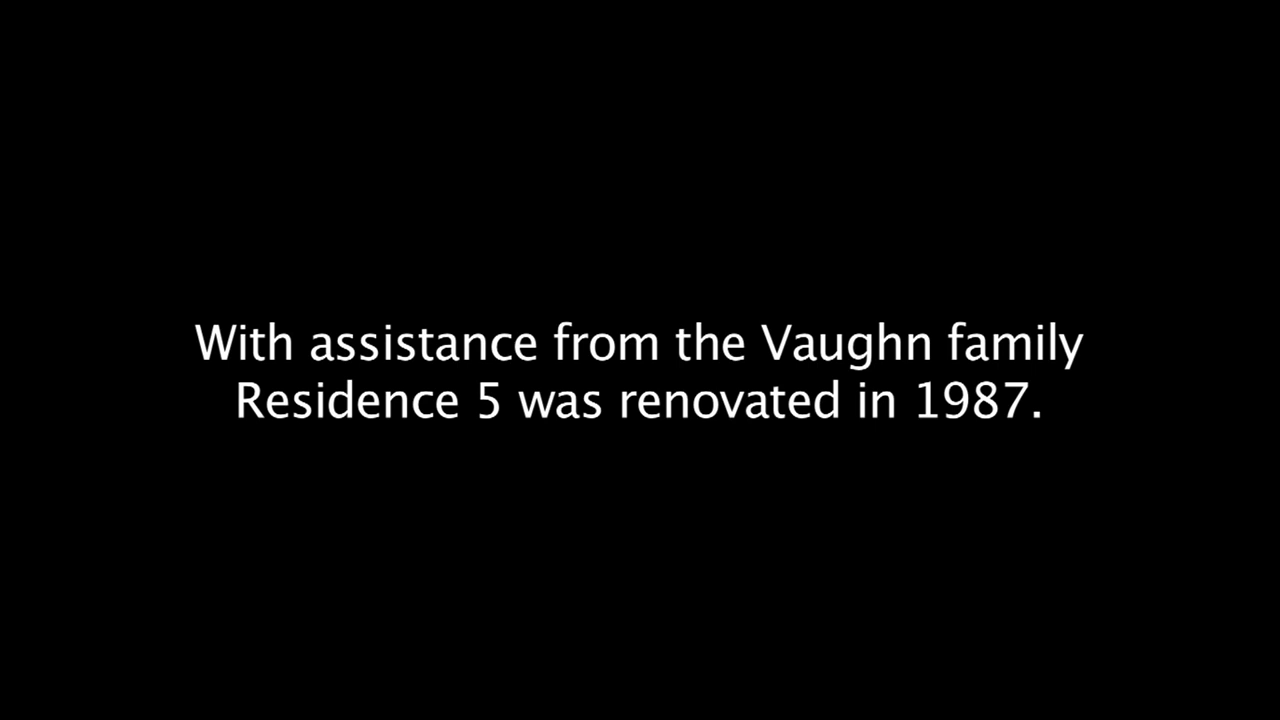 With assistance from the Vaughn family
Residence 5 was renovated in 1987.